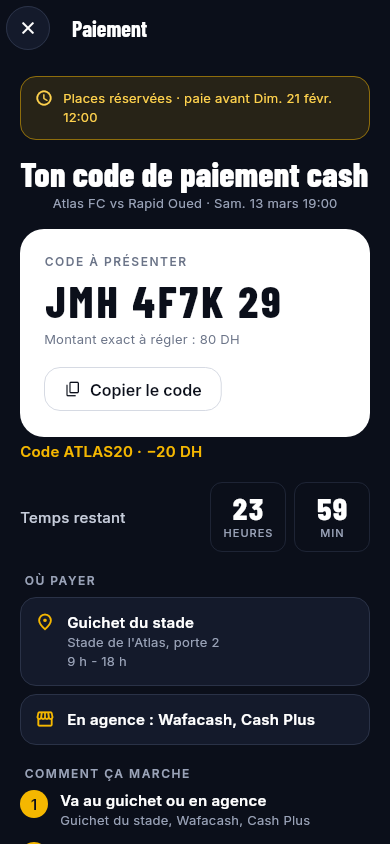 Paiement
Places réservées · paie avant Dim. 21 févr.
12:00
Ton code de paiement cash
Atlas FC vs Rapid Oued · Sam. 13 mars 19:00
CODE À PRÉSENTER
JMH 4F7K 29
Montant exact à régler : 80 DH
Copier le code
Code ATLAS20 · −20 DH
Temps restant
23
HEURES
59
MIN
OÙ PAYER
Guichet du stade
Stade de l'Atlas, porte 2
9 h - 18 h
En agence : Wafacash, Cash Plus
COMMENT ÇA MARCHE
1
Va au guichet ou en agence
Guichet du stade, Wafacash, Cash Plus